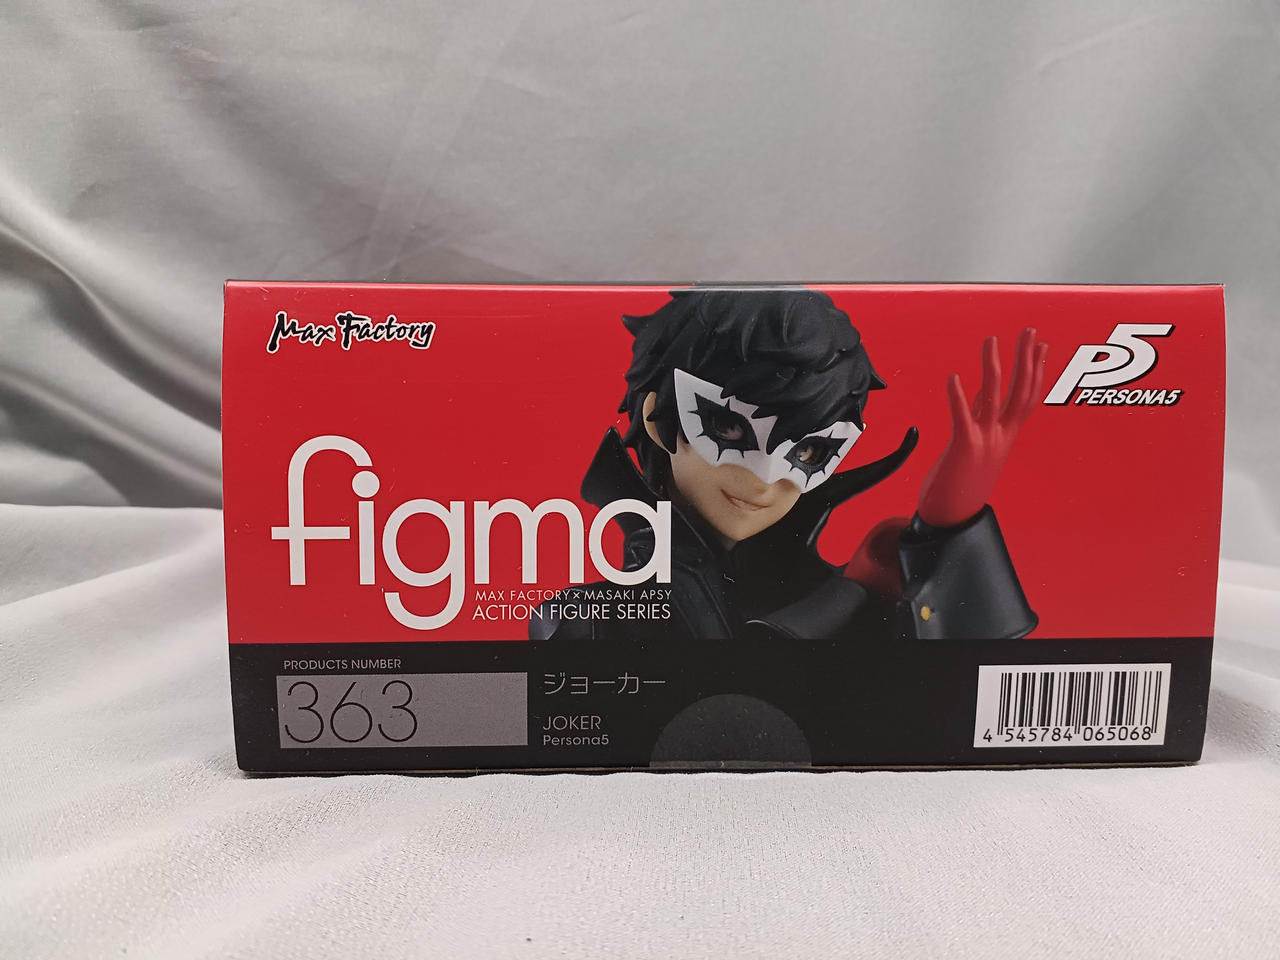 Max Factory
P5
PERSONA5
figma
MAX FACTORY×MASAKI APSY
ACTION FIGURE SERIES
PRODUCTS NUMBER
363
ジョーカー
JOKER
Persona5
4 545784 065068